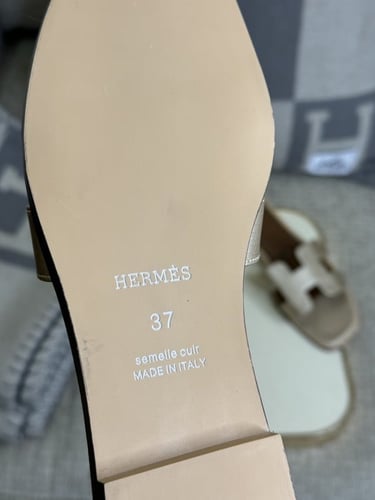 HERMÈS
37
semelle cuir
MADE IN ITALY